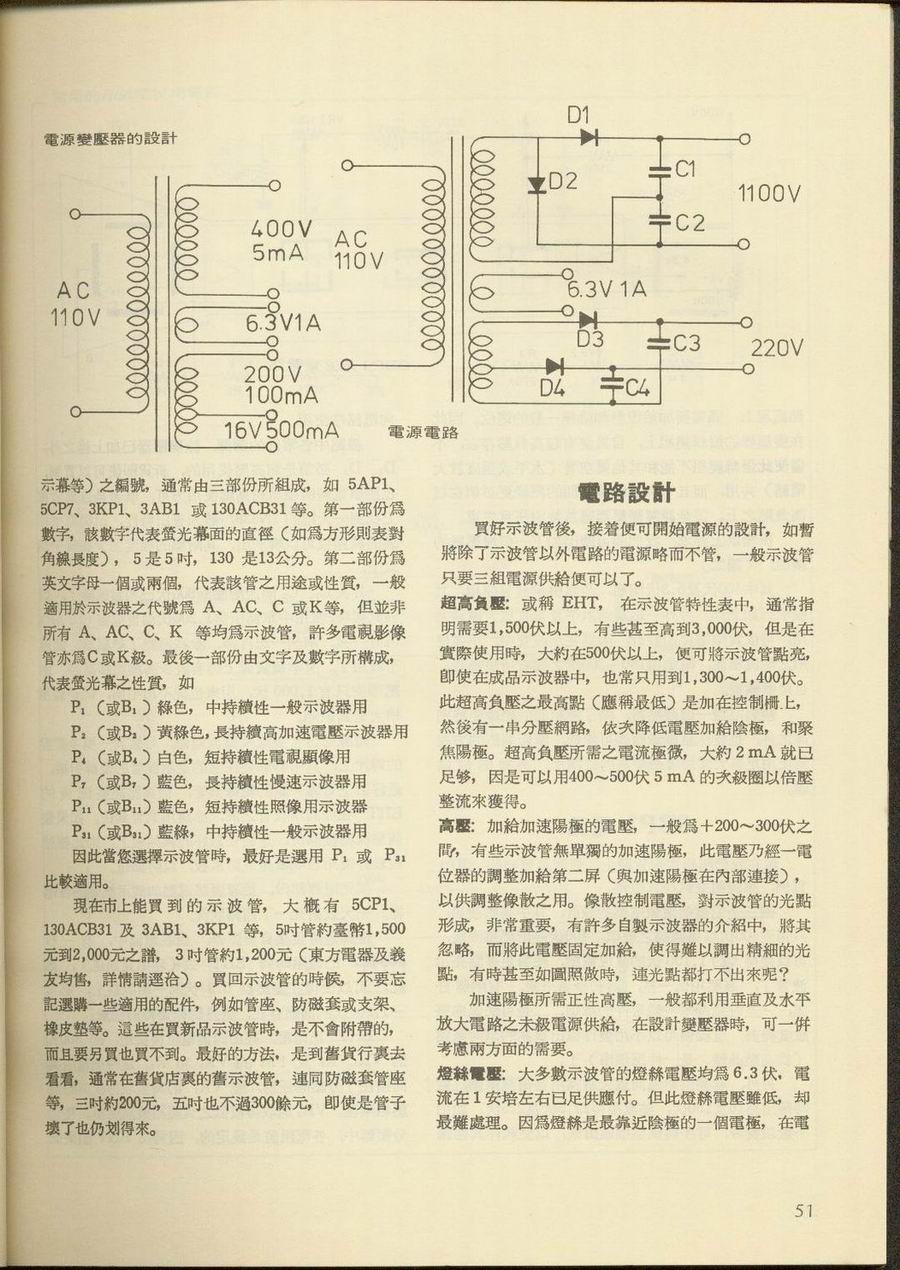 電源變壓器的設計
AC
110V
400V
5mA
6.3V1A
200V
100mA
16V500mA
AC
110V
D1
D2
C1
C2
1100V
6.3V 1A
D3
C3
220V
D4
C4
電源電路
示幕等）之編號，通常由三部份所組成，如 5AP1、
5CP7、3KP1、3AB1 或 130ACB31 等。第一部份爲
數字，該數字代表螢光幕面的直徑（如爲方形則表對
角線長度），5 是 5 吋，130 是13公分。第二部份爲
英文字母一個或兩個，代表該管之用途或性質，一般
適用於示波器之代號爲 A、AC、C 或K等，但並非
所有 A、AC、C、K 等均爲示波管，許多電視影像
管亦爲C或K級。最後一部份由文字及數字所構成，
代表螢光幕之性質，如
P₁（或B₁）綠色，中持續性一般示波器用
P₂（或B₂）黃綠色，長持續高加速電壓示波器用
P₄（或B₄）白色，短持續性電視顯像用
P₇（或B₇）藍色，長持續性慢速示波器用
P₁₁（或B₁₁）藍色，短持續性照像用示波器
P₃₁（或B₃₁）藍綠，中持續性一般示波器用
因此當您選擇示波管時，最好是選用 P₁ 或 P₃₁
比較適用。
現在市上能買到的示波管，大概有 5CP1、
130ACB31 及 3AB1、3KP1 等，5吋管約臺幣1,500
元到2,000元之譜，3 吋管約1,200元（東方電器及義
友均售，詳情請逕洽）。買回示波管的時候，不要忘
記選購一些適用的配件，例如管座、防磁套或支架、
橡皮墊等。這些在買新品示波管時，是不會附帶的，
而且要另買也買不到。最好的方法，是到舊貨行裏去
看看，通常在舊貨店裏的舊示波管，連同防磁套管座
等，三吋約200元，五吋也不過300餘元，卽使是管子
壞了也仍划得來。
電路設計
買好示波管後，接着便可開始電源的設計，如暫
將除了示波管以外電路的電源略而不管，一般示波管
只要三組電源供給便可以了。
超高負壓：或稱 EHT，在示波管特性表中，通常指
明需要1,500伏以上，有些甚至高到3,000伏，但是在
實際使用時，大約在500伏以上，便可將示波管點亮，
卽使在成品示波器中，也常只用到1,300～1,400伏。
此超高負壓之最高點（應稱最低）是加在控制柵上，
然後有一串分壓網路，依次降低電壓加給陰極，和聚
焦陽極。超高負壓所需之電流極微，大約 2 mA 就已
足够，因是可以用400～500伏 5 mA 的次級圈以倍壓
整流來獲得。
高壓：加給加速陽極的電壓，一般爲＋200～300伏之
間，有些示波管無單獨的加速陽極，此電壓乃經一電
位器的調整加給第二屏（與加速陽極在內部連接），
以供調整像散之用。像散控制電壓，對示波管的光點
形成，非常重要，有許多自製示波器的介紹中，將其
忽略，而將此電壓固定加給，使得難以調出精細的光
點，有時甚至如圖照做時，連光點都打不出來呢？
加速陽極所需正性高壓，一般都利用垂直及水平
放大電路之末級電源供給，在設計變壓器時，可一倂
考慮兩方面的需要。
燈絲電壓：大多數示波管的燈絲電壓均爲 6.3 伏，電
流在 1 安培左右已足供應付。但此燈絲電壓雖低，却
最難處理。因爲燈絲是最靠近陰極的一個電極，在電
51